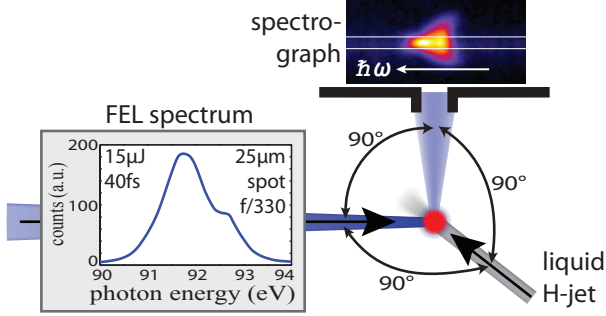 spectro-
graph
ħω
FEL spectrum
200
15μJ
40fs
25μm
spot
f/330
counts (a.u.)
100
0
90
91
92
93
94
photon energy (eV)
90°
90°
90°
liquid
H-jet